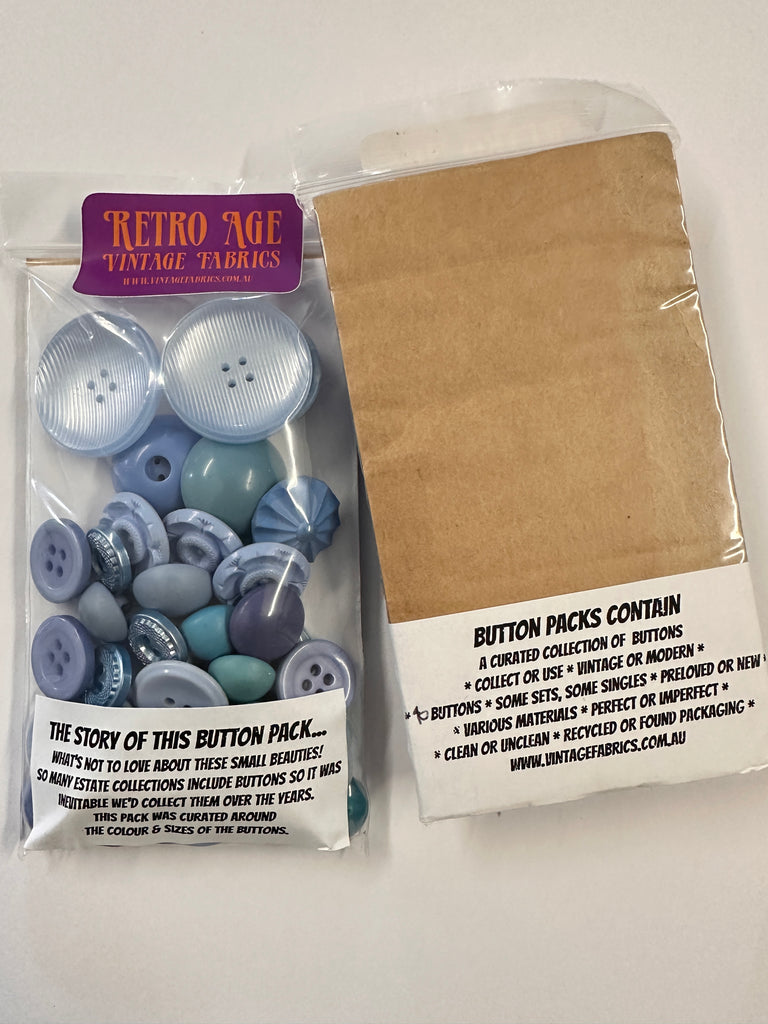 RETRO AGE
VINTAGE FABRICS
WWW.VINTAGEFABRICS.COM.AU
THE STORY OF THIS BUTTON PACK...
WHAT'S NOT TO LOVE ABOUT THESE SMALL BEAUTIES!
SO MANY ESTATE COLLECTIONS INCLUDE BUTTONS SO IT WAS
INEVITABLE WE'D COLLECT THEM OVER THE YEARS.
THIS PACK WAS CURATED AROUND
THE COLOUR & SIZES OF THE BUTTONS.
BUTTON PACKS CONTAIN
A CURATED COLLECTION OF BUTTONS
* COLLECT OR USE * VINTAGE OR MODERN *
* BUTTONS * SOME SETS, SOME SINGLES * PRELOVED OR NEW *
* VARIOUS MATERIALS * PERFECT OR IMPERFECT *
* CLEAN OR UNCLEAN * RECYCLED OR FOUND PACKAGING *
WWW.VINTAGEFABRICS.COM.AU